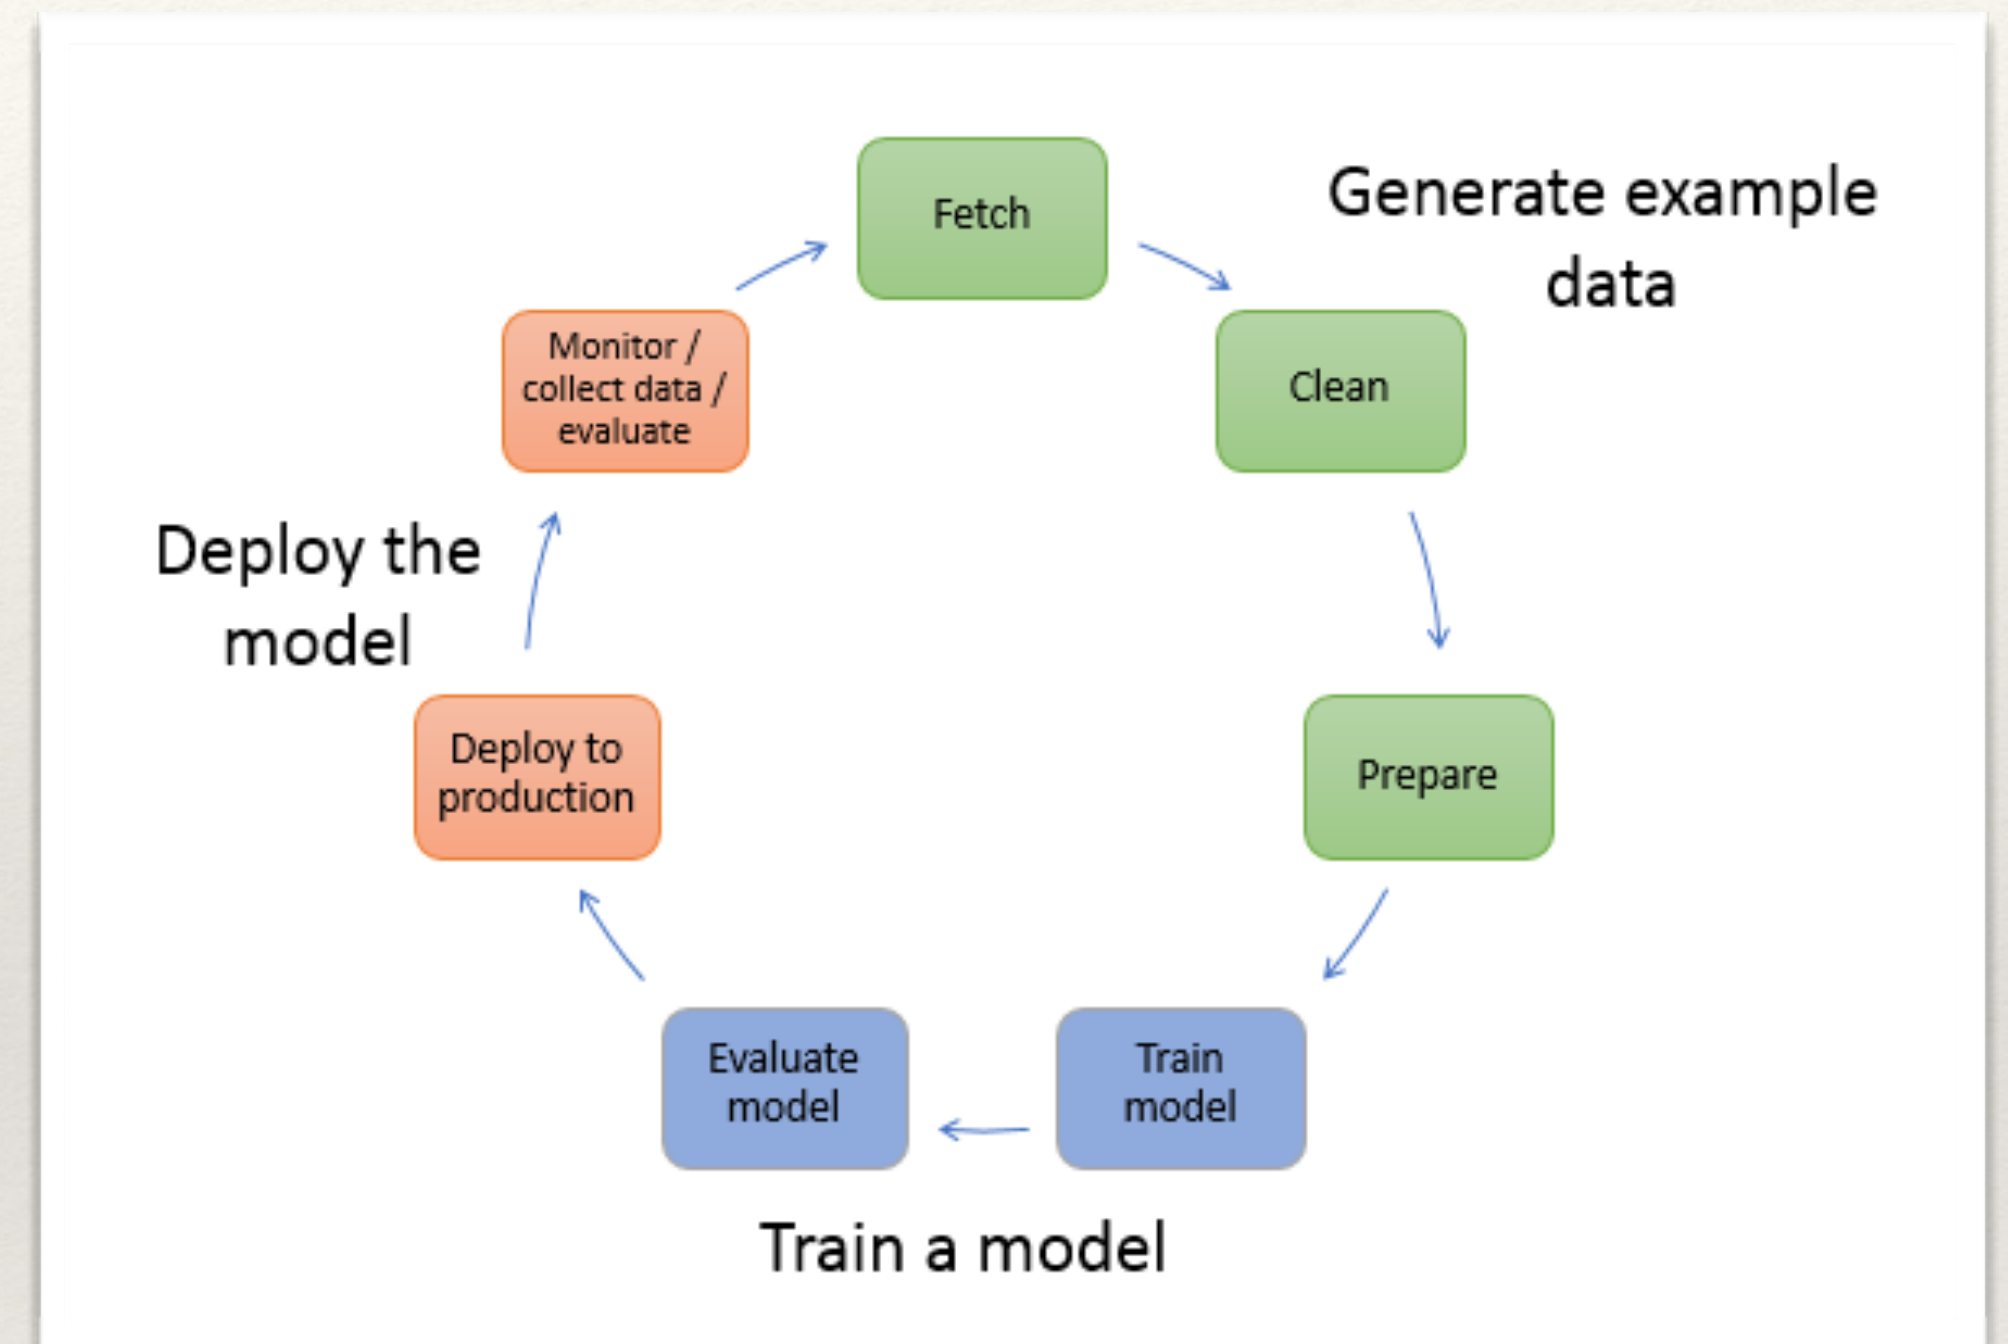 Fetch
Generate example
data
Clean
Prepare
Train
model
Evaluate
model
Train a model
Deploy to
production
Deploy the
model
Monitor /
collect data /
evaluate